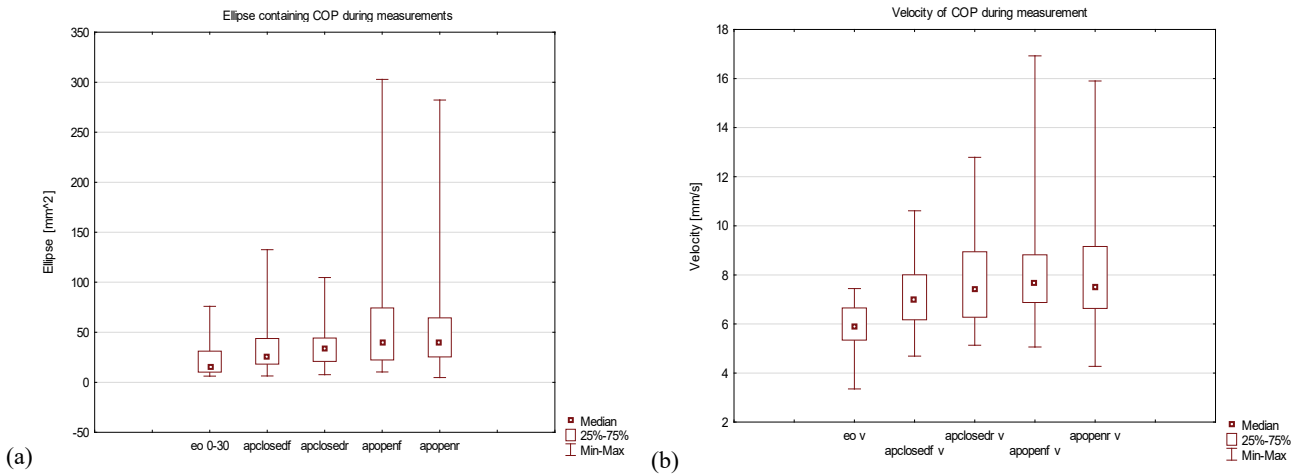 Ellipse containing COP during measurements
350
300
250
200
150
100
50
0
-50
Ellipse [mm^2]
eo 0-30 apclosedf apclosedr apopenf apopenr
Median
25%-75%
Min-Max
(a)
Velocity of COP during measurement
18
16
14
12
10
8
6
4
2
Velocity [mm/s]
eo v apclosedr v apopenr v
apclosedf v apopenf v
Median
25%-75%
Min-Max
(b)